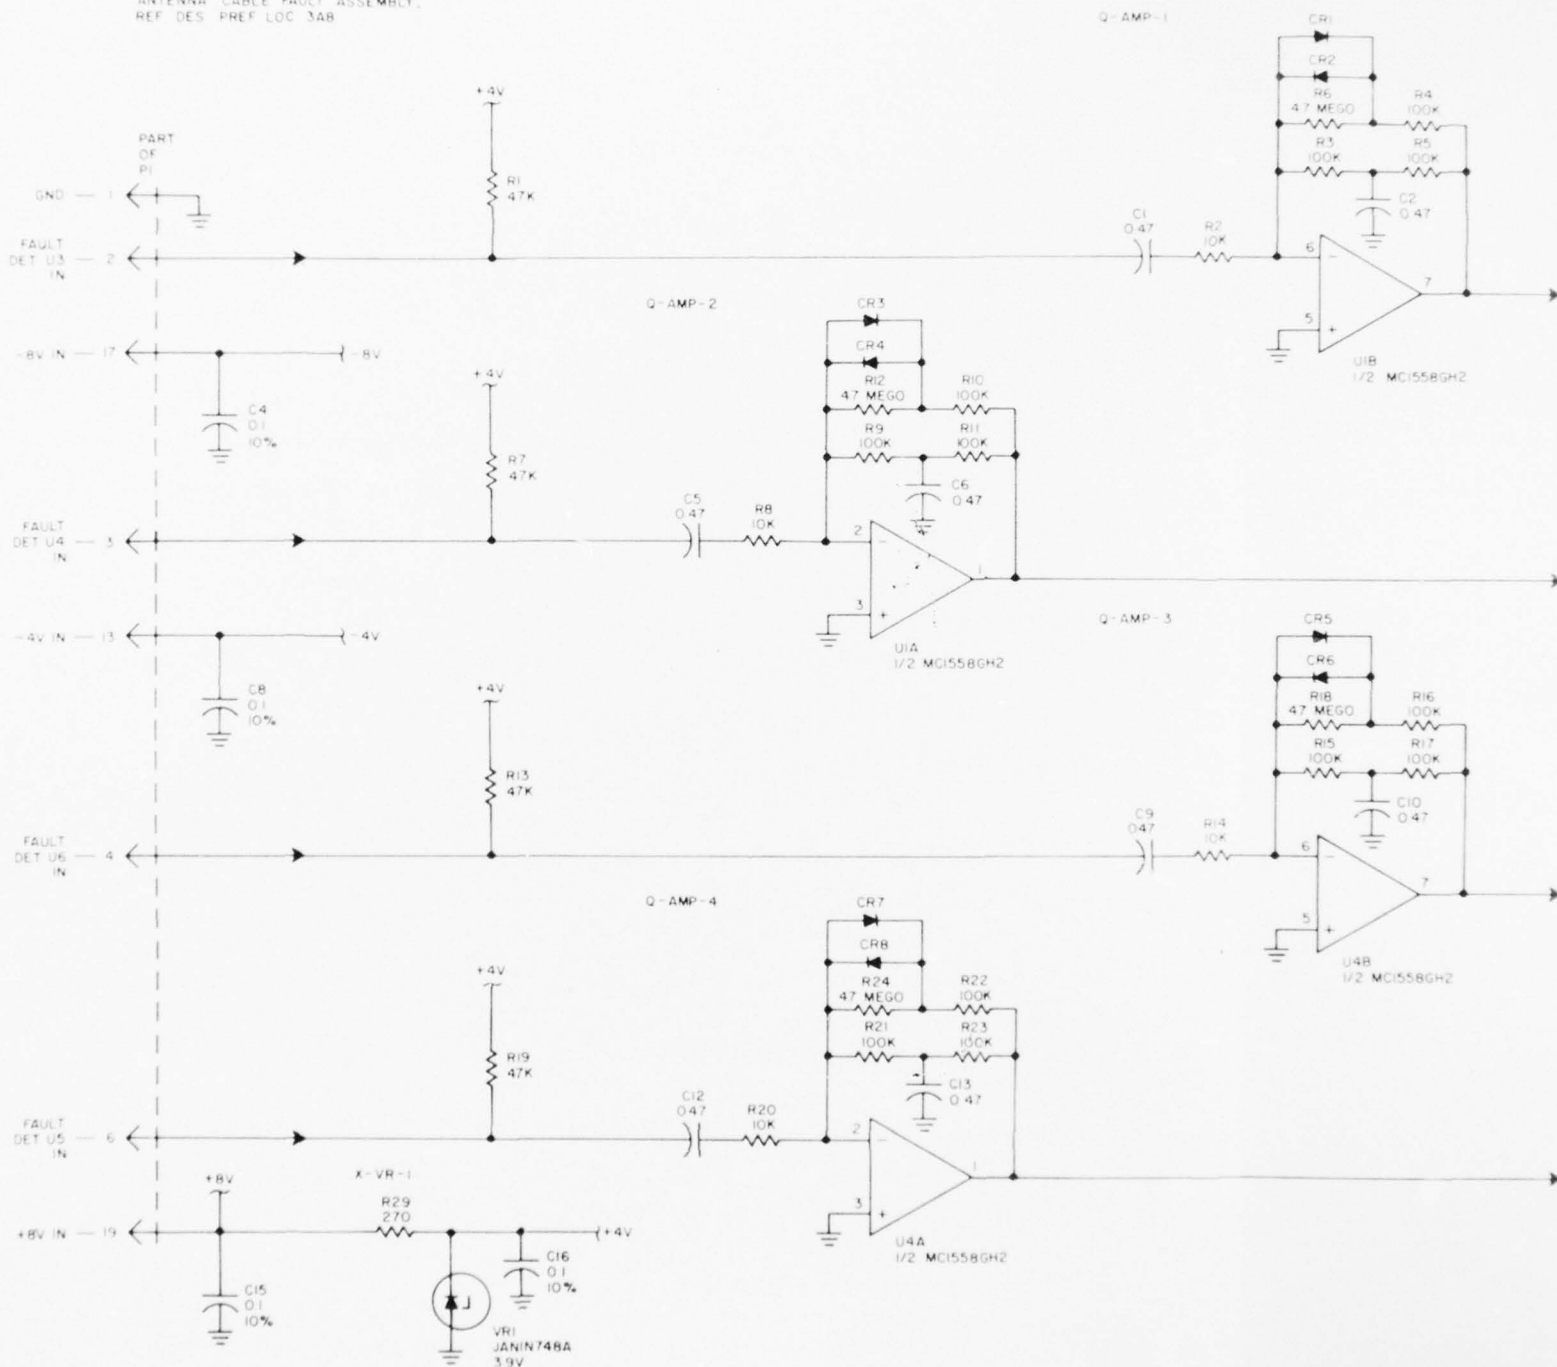 ANTENNA CABLE FAULT ASSEMBLY,
REF DES PREF LOC 3A8
Q-AMP-1
CR1
CR2
R6
47 MEGO
R4
100K
R3
100K
R5
100K
C2
0.47
+4V
R1
47K
PART
OF
P1
GND — 1
FAULT
DET U3 — 2
IN
C1
0.47
R2
10K
6
7
5
U1B
1/2 MC1558GH2
Q-AMP-2
CR3
CR4
R12
47 MEGO
R10
100K
R9
100K
R11
100K
C6
0.47
-8V IN — 17
-8V
C4
0.1
10%
+4V
R7
47K
FAULT
DET U4 — 3
IN
C5
0.47
R8
10K
2
1
3
U1A
1/2 MC1558GH2
-4V IN — 13
-4V
C8
0.1
10%
Q-AMP-3
CR5
CR6
R18
47 MEGO
R16
100K
R15
100K
R17
100K
C10
0.47
+4V
R13
47K
FAULT
DET U6 — 4
IN
C9
0.47
R14
10K
6
7
5
U4B
1/2 MC1558GH2
Q-AMP-4
CR7
CR8
R24
47 MEGO
R22
100K
R21
100K
R23
100K
C13
0.47
+4V
R19
47K
FAULT
DET U5 — 6
IN
C12
0.47
R20
10K
2
1
3
U4A
1/2 MC1558GH2
+8V
X-VR-1
R29
270
+8V IN — 19
+4V
C15
0.1
10%
C16
0.1
10%
VR1
JAN1N748A
3.9V